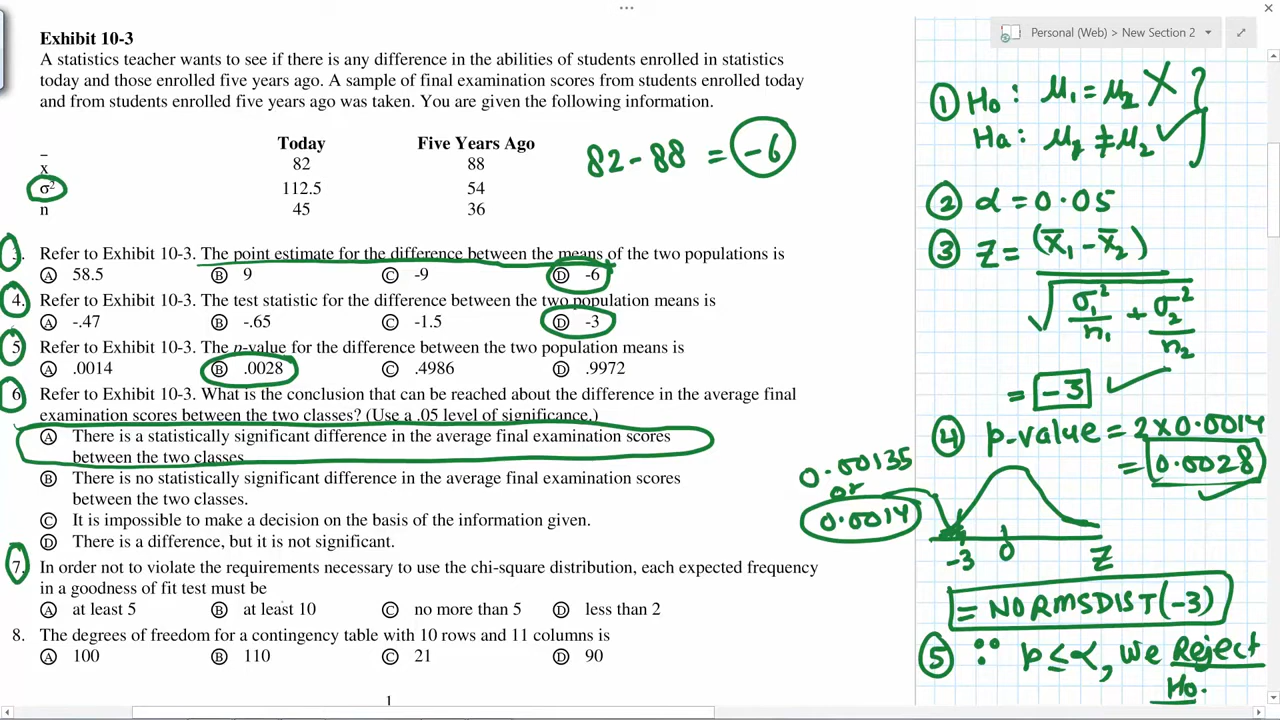 Personal (Web) > New Section 2
Exhibit 10-3
A statistics teacher wants to see if there is any difference in the abilities of students enrolled in statistics
today and those enrolled five years ago. A sample of final examination scores from students enrolled today
and from students enrolled five years ago was taken. You are given the following information.
Today Five Years Ago
x̄ 82 88
σ² 112.5 54
n 45 36
82 - 88 = -6
3. Refer to Exhibit 10-3. The point estimate for the difference between the means of the two populations is
A 58.5 B 9 C -9 D -6
4. Refer to Exhibit 10-3. The test statistic for the difference between the two population means is
A -.47 B -.65 C -1.5 D -3
5. Refer to Exhibit 10-3. The p-value for the difference between the two population means is
A .0014 B .0028 C .4986 D .9972
6. Refer to Exhibit 10-3. What is the conclusion that can be reached about the difference in the average final
examination scores between the two classes? (Use a .05 level of significance.)
A There is a statistically significant difference in the average final examination scores
between the two classes.
B There is no statistically significant difference in the average final examination scores
between the two classes.
C It is impossible to make a decision on the basis of the information given.
D There is a difference, but it is not significant.
7. In order not to violate the requirements necessary to use the chi-square distribution, each expected frequency
in a goodness of fit test must be
A at least 5 B at least 10 C no more than 5 D less than 2
8. The degrees of freedom for a contingency table with 10 rows and 11 columns is
A 100 B 110 C 21 D 90
1
① H₀ : μ₁ = μ₂ X
Ha : μ₁ ≠ μ₂ ✓
② α = 0.05
③ Z = (x̄₁ - x̄₂)
√ σ₁²/n₁ + σ₂²/n₂
= -3 ✓
④ p-value = 2 x 0.0014
= 0.0028
0.00135
or
0.0014
-3 0 Z
= NORMSDIST(-3)
⑤ ∵ p ≤ α, we Reject
H₀.